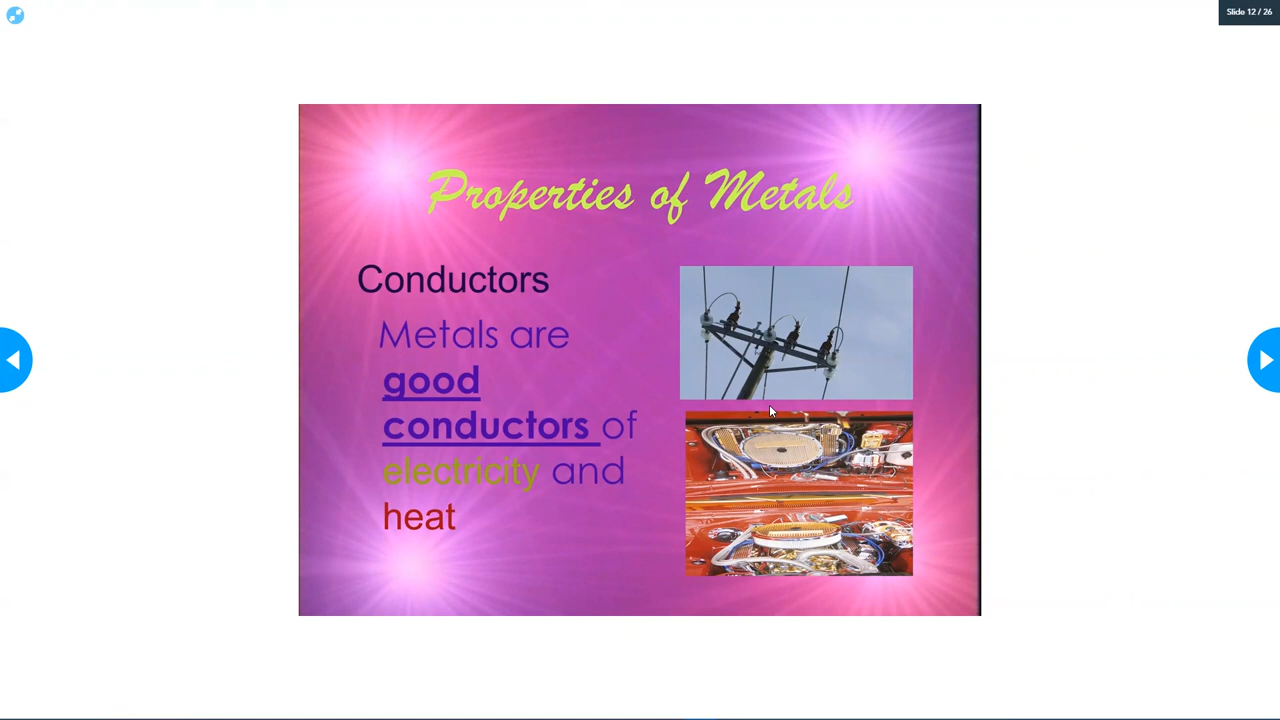 Slide 12 / 26
Properties of Metals
Conductors
Metals are
good
conductors of
electricity and
heat